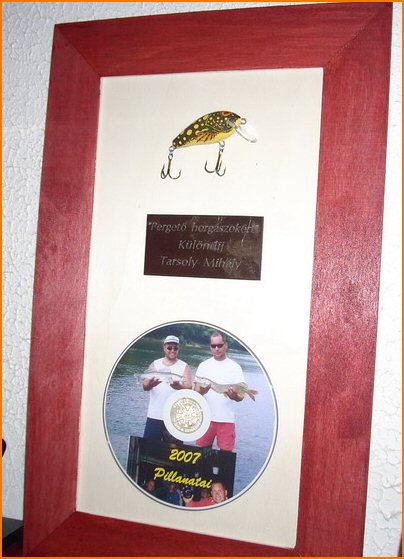 "Pergető horgászokért"
Különdíj
Tarsoly Mihály
2007
Pillanatai